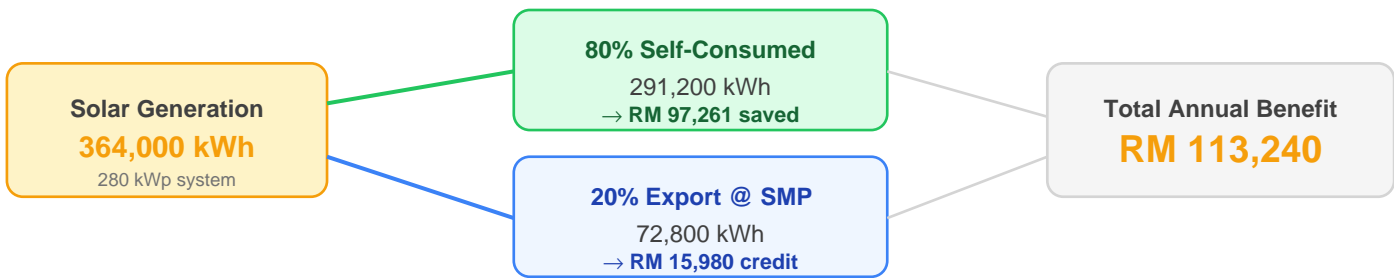 Solar Generation
364,000 kWh
280 kWp system
80% Self-Consumed
291,200 kWh
→ RM 97,261 saved
20% Export @ SMP
72,800 kWh
→ RM 15,980 credit
Total Annual Benefit
RM 113,240